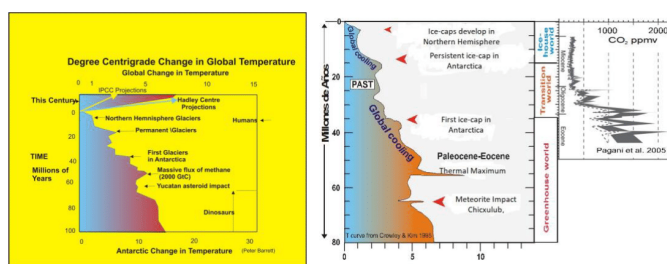 Degree Centigrade Change in Global Temperature
Global Change in Temperature
0 1 5 10 15
IPCC Projections
This Century
Hadley Centre
Projections
0
Humans
Northern Hemnisphere Glaciers
20
Permanent \Glaciers
TIME
Millions of
Years
40
First Glaciers
in Antarctica
Massive flux of methane
(2000 GtC)
60
Yucatan asteroid impact
Dinosaurs
80
100
0 10 20 30
Antarctic Change in Temperature
(Peter Barrett)
Millones de Años
0
20
40
60
80
Global cooling
PAST
Global cooling
Ice-caps develop in
Northern Hemisphere
Persistent ice-cap in
Antarctica
First ice-cap in
Antarctica
Paleocene-Eocene
Thermal Maximum
Meteorite Impact
Chicxulub,
T curve from Crowley & Kim 1995
0 5 10
Ice-
house
world
Transition
world
Greenhouse world
CO₂ ppmv
0 1000 2000
Miocene
Oligocene
Eocene
Pagani et al. 2005